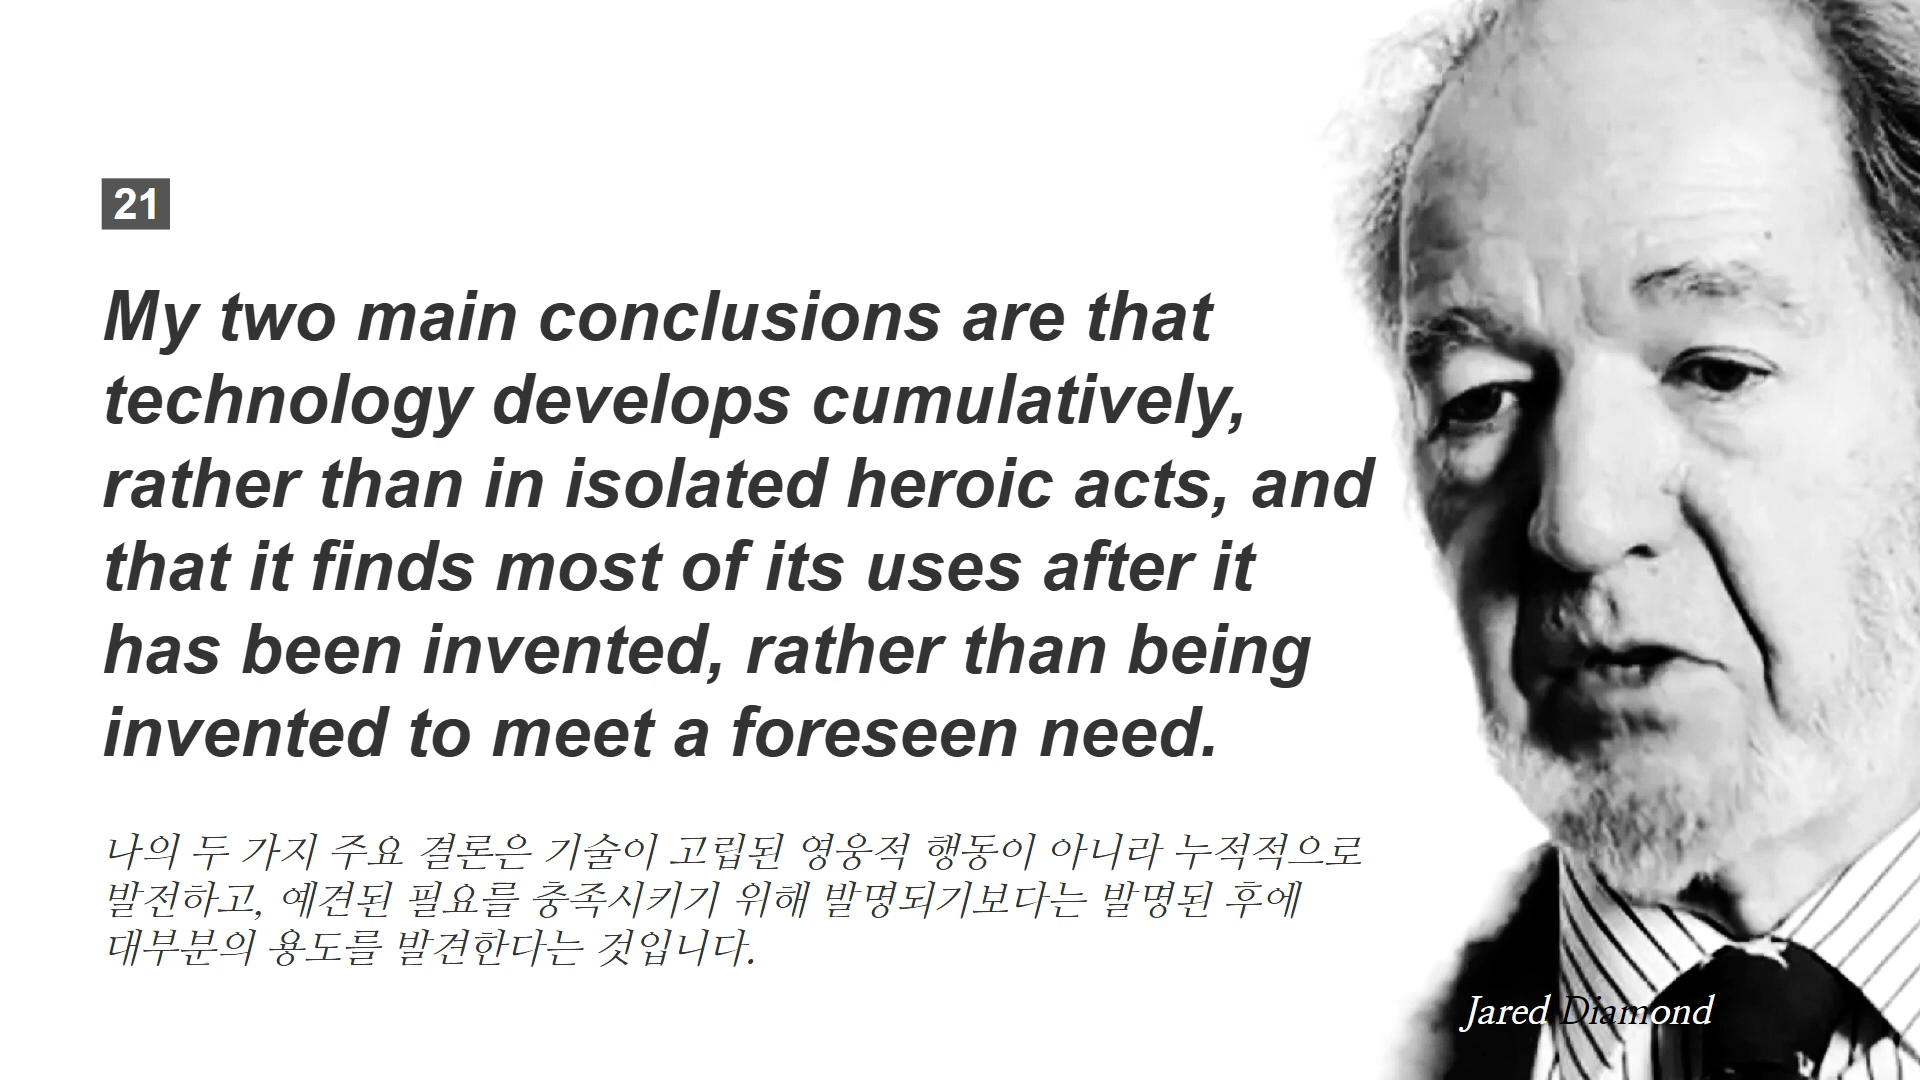 21
My two main conclusions are that
technology develops cumulatively,
rather than in isolated heroic acts, and
that it finds most of its uses after it
has been invented, rather than being
invented to meet a foreseen need.
나의 두 가지 주요 결론은 기술이 고립된 영웅적 행동이 아니라 누적적으로
발전하고, 예견된 필요를 충족시키기 위해 발명되기보다는 발명된 후에
대부분의 용도를 발견한다는 것입니다.
Jared Diamond